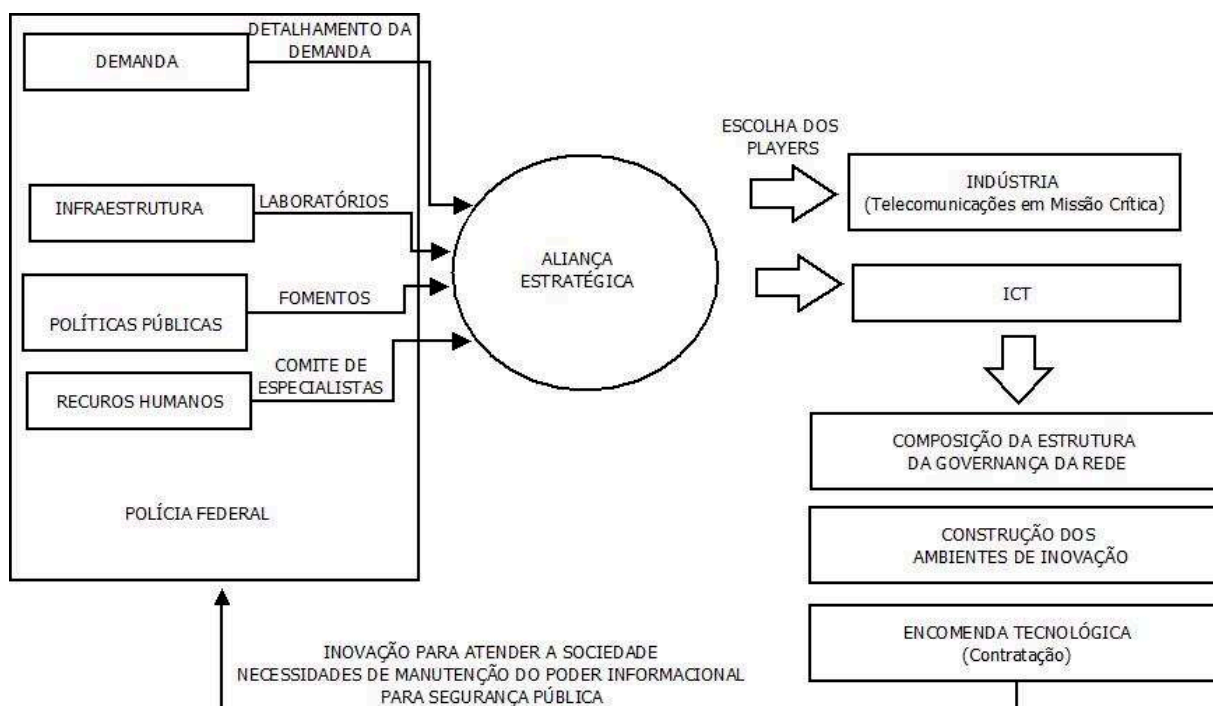 DETALHAMENTO DA
DEMANDA
DEMANDA
INFRAESTRUTURA
LABORATÓRIOS
POLÍTICAS PÚBLICAS
FOMENTOS
RECUROS HUMANOS
COMITE DE
ESPECIALISTAS
POLÍCIA FEDERAL
ALIANÇA
ESTRATÉGICA
ESCOLHA DOS
PLAYERS
INDÚSTRIA
(Telecomunicações em Missão Crítica)
ICT
COMPOSIÇÃO DA ESTRUTURA
DA GOVERNANÇA DA REDE
CONSTRUÇÃO DOS
AMBIENTES DE INOVAÇÃO
ENCOMENDA TECNOLÓGICA
(Contratação)
INOVAÇÃO PARA ATENDER A SOCIEDADE
NECESSIDADES DE MANUTENÇÃO DO PODER INFORMACIONAL
PARA SEGURANÇA PÚBLICA